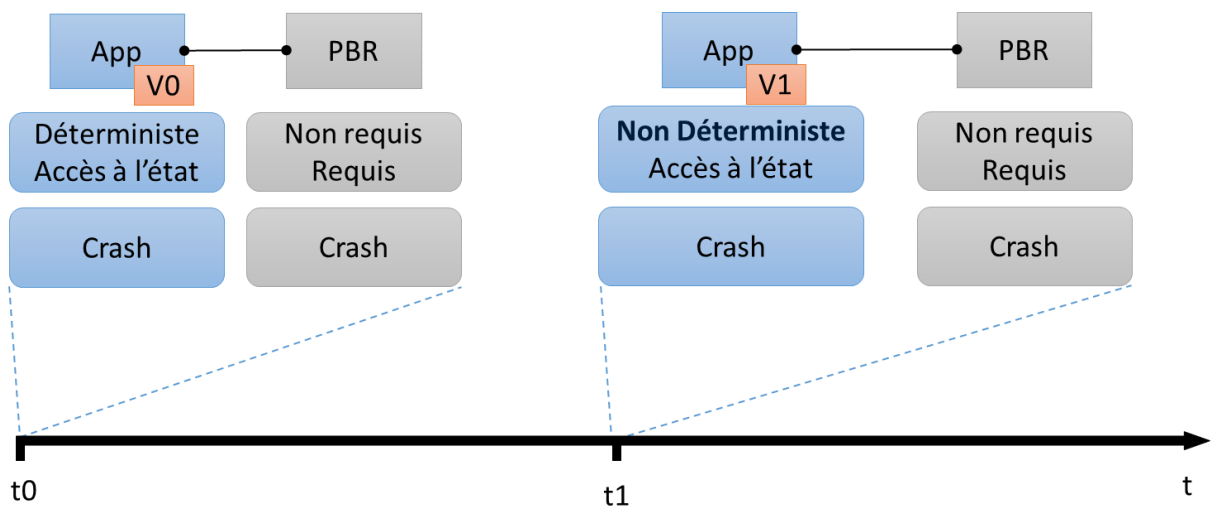 App
PBR
V0
Déterministe
Accès à l'état
Non requis
Requis
Crash
Crash
App
PBR
V1
Non Déterministe
Accès à l'état
Non requis
Requis
Crash
Crash
t0
t1
t